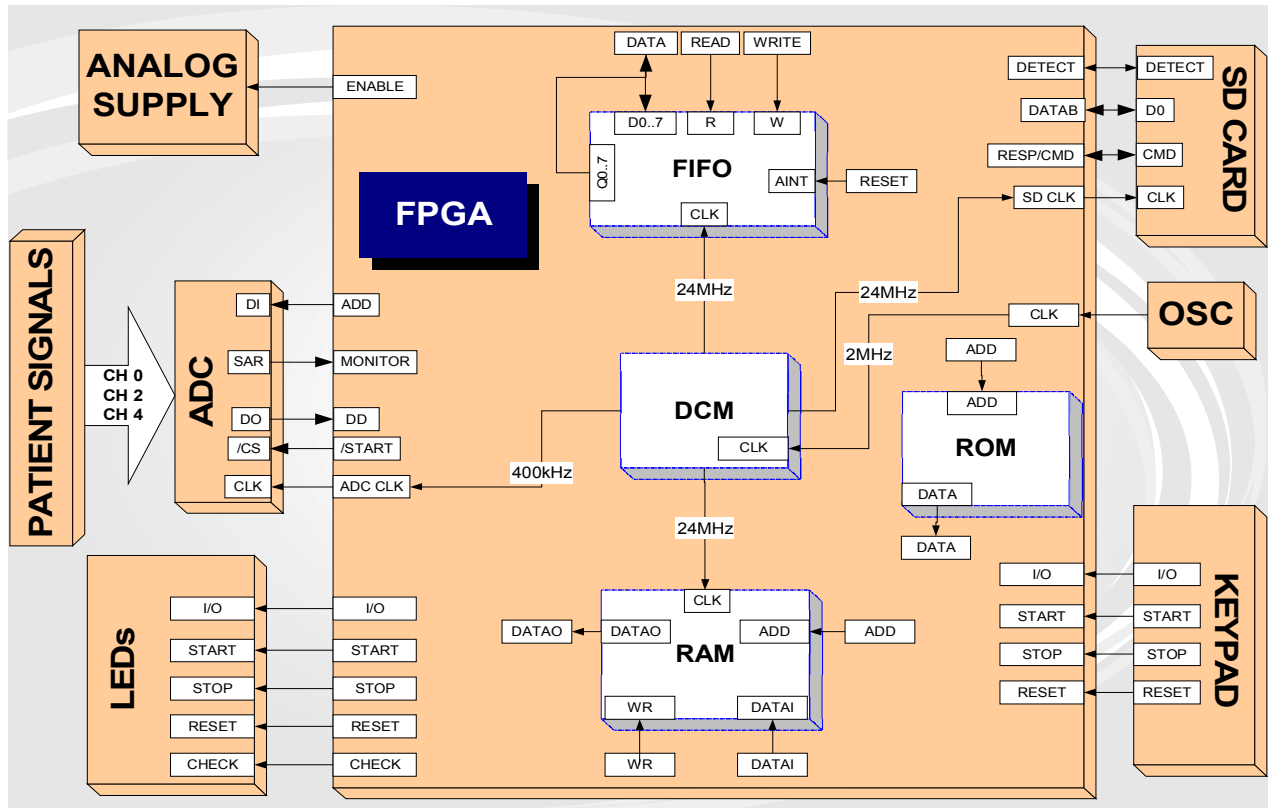 ANALOG
SUPPLY
ENABLE
DATA
READ
WRITE
D0..7
R
W
Q0..7
FIFO
AINT
RESET
CLK
FPGA
DETECT
DETECT
DATAB
D0
RESP/CMD
CMD
SD CLK
CLK
SD CARD
PATIENT SIGNALS
CH 0
CH 2
CH 4
ADC
DI
ADD
SAR
MONITOR
DO
DD
/CS
/START
CLK
ADC CLK
24MHz
24MHz
2MHz
400kHz
24MHz
DCM
CLK
CLK
OSC
ADD
ADD
ROM
DATA
DATA
CLK
DATAO
DATAO
ADD
ADD
RAM
WR
DATAI
WR
DATAI
LEDs
I/O
I/O
START
START
STOP
STOP
RESET
RESET
CHECK
CHECK
I/O
I/O
START
START
STOP
STOP
RESET
RESET
KEYPAD